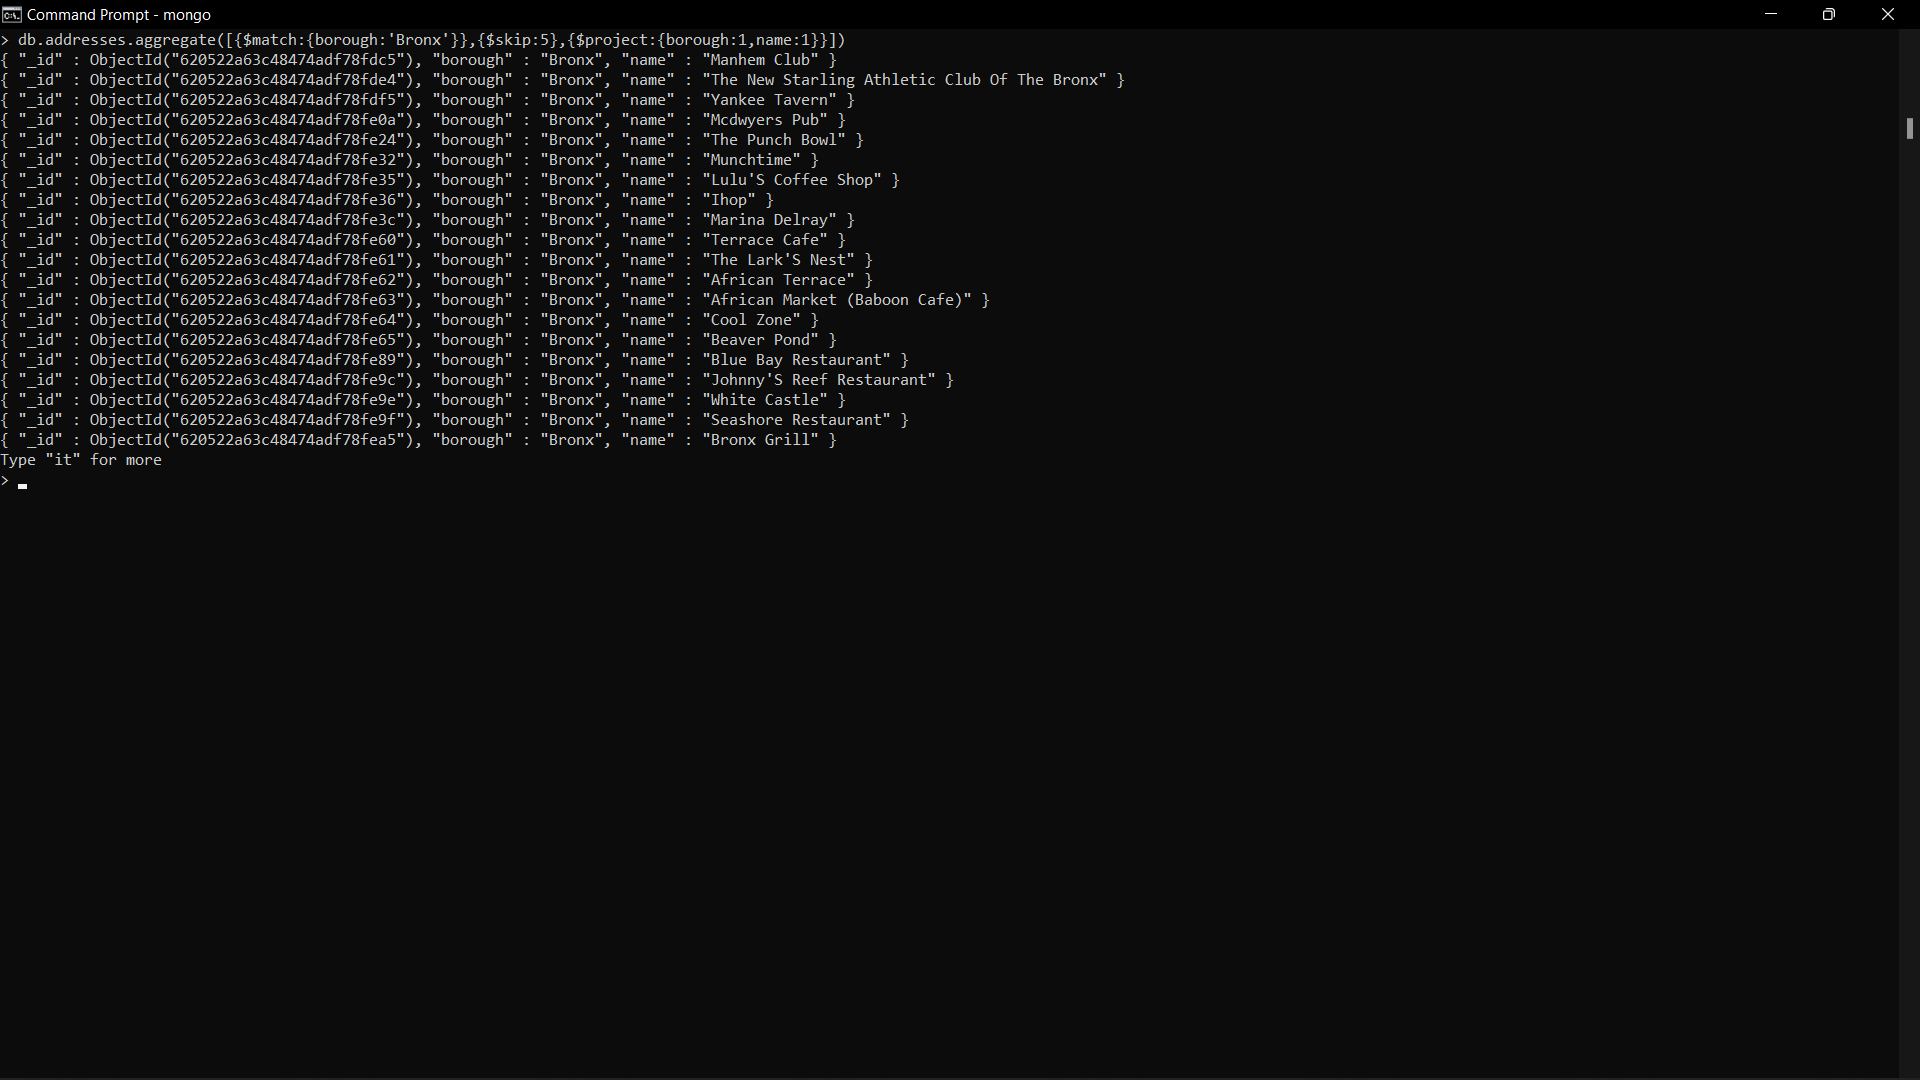 Command Prompt - mongo
> db.addresses.aggregate([{$match:{borough:'Bronx'}},{$skip:5},{$project:{borough:1,name:1}}])
{ "_id" : ObjectId("620522a63c48474adf78fdc5"), "borough" : "Bronx", "name" : "Manhem Club" }
{ "_id" : ObjectId("620522a63c48474adf78fde4"), "borough" : "Bronx", "name" : "The New Starling Athletic Club Of The Bronx" }
{ "_id" : ObjectId("620522a63c48474adf78fdf5"), "borough" : "Bronx", "name" : "Yankee Tavern" }
{ "_id" : ObjectId("620522a63c48474adf78fe0a"), "borough" : "Bronx", "name" : "Mcdwyers Pub" }
{ "_id" : ObjectId("620522a63c48474adf78fe24"), "borough" : "Bronx", "name" : "The Punch Bowl" }
{ "_id" : ObjectId("620522a63c48474adf78fe32"), "borough" : "Bronx", "name" : "Munchtime" }
{ "_id" : ObjectId("620522a63c48474adf78fe35"), "borough" : "Bronx", "name" : "Lulu'S Coffee Shop" }
{ "_id" : ObjectId("620522a63c48474adf78fe36"), "borough" : "Bronx", "name" : "Ihop" }
{ "_id" : ObjectId("620522a63c48474adf78fe3c"), "borough" : "Bronx", "name" : "Marina Delray" }
{ "_id" : ObjectId("620522a63c48474adf78fe60"), "borough" : "Bronx", "name" : "Terrace Cafe" }
{ "_id" : ObjectId("620522a63c48474adf78fe61"), "borough" : "Bronx", "name" : "The Lark'S Nest" }
{ "_id" : ObjectId("620522a63c48474adf78fe62"), "borough" : "Bronx", "name" : "African Terrace" }
{ "_id" : ObjectId("620522a63c48474adf78fe63"), "borough" : "Bronx", "name" : "African Market (Baboon Cafe)" }
{ "_id" : ObjectId("620522a63c48474adf78fe64"), "borough" : "Bronx", "name" : "Cool Zone" }
{ "_id" : ObjectId("620522a63c48474adf78fe65"), "borough" : "Bronx", "name" : "Beaver Pond" }
{ "_id" : ObjectId("620522a63c48474adf78fe89"), "borough" : "Bronx", "name" : "Blue Bay Restaurant" }
{ "_id" : ObjectId("620522a63c48474adf78fe9c"), "borough" : "Bronx", "name" : "Johnny'S Reef Restaurant" }
{ "_id" : ObjectId("620522a63c48474adf78fe9e"), "borough" : "Bronx", "name" : "White Castle" }
{ "_id" : ObjectId("620522a63c48474adf78fe9f"), "borough" : "Bronx", "name" : "Seashore Restaurant" }
{ "_id" : ObjectId("620522a63c48474adf78fea5"), "borough" : "Bronx", "name" : "Bronx Grill" }
Type "it" for more
>